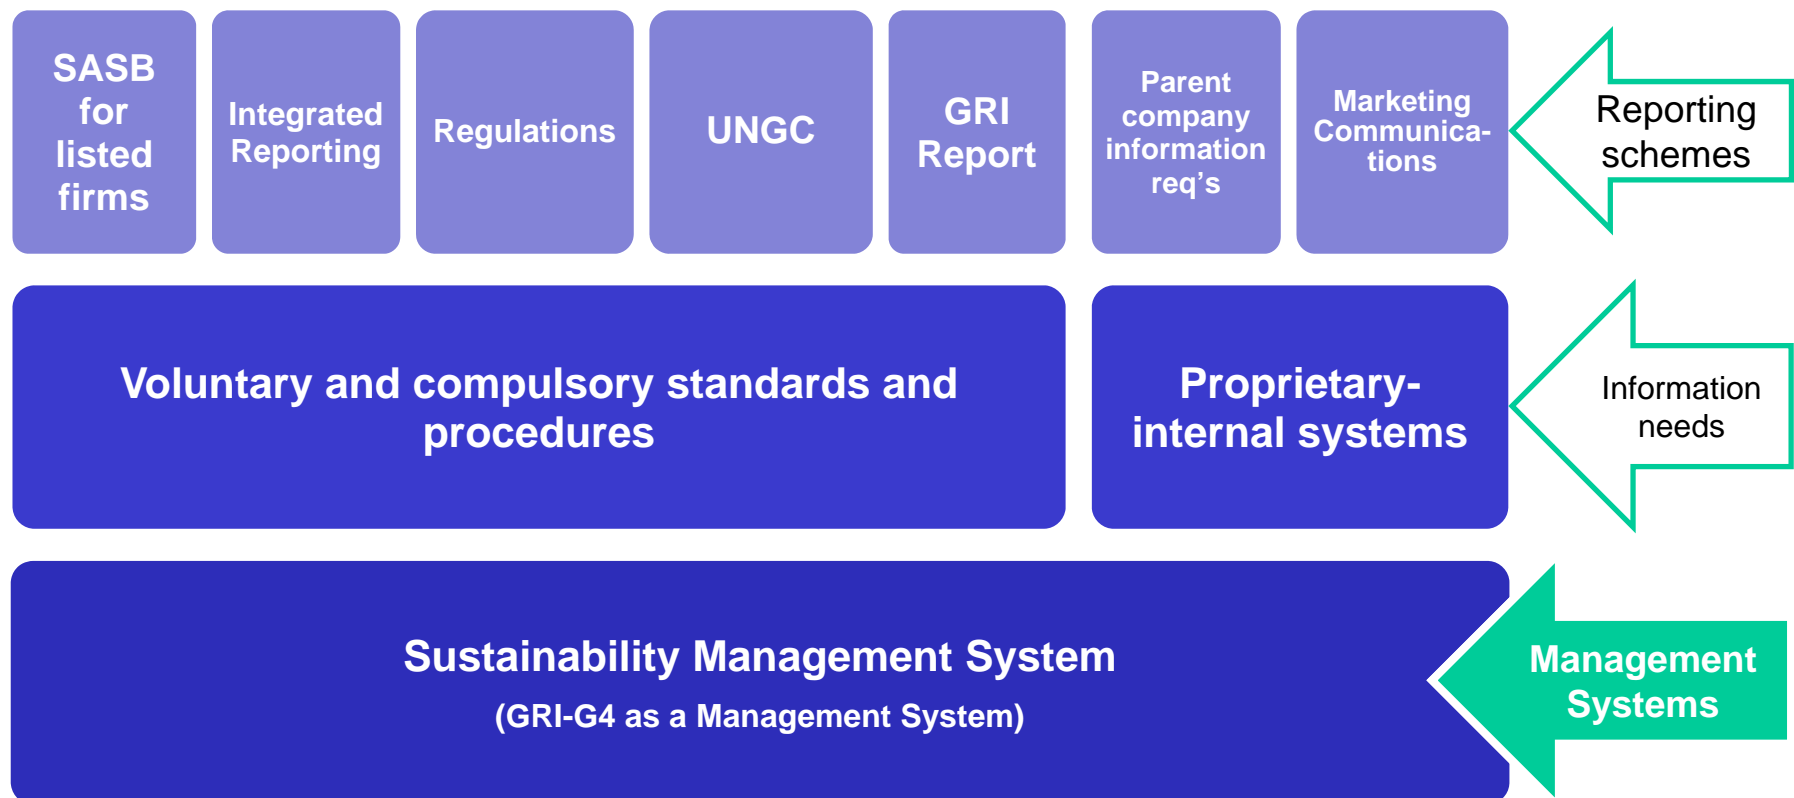 SASB
for
listed
firms
Integrated
Reporting
Regulations
UNGC
GRI
Report
Parent
company
information
req’s
Marketing
Communica-
tions
Reporting
schemes
Voluntary and compulsory standards and
procedures
Proprietary-
internal systems
Information
needs
Sustainability Management System
(GRI-G4 as a Management System)
Management
Systems